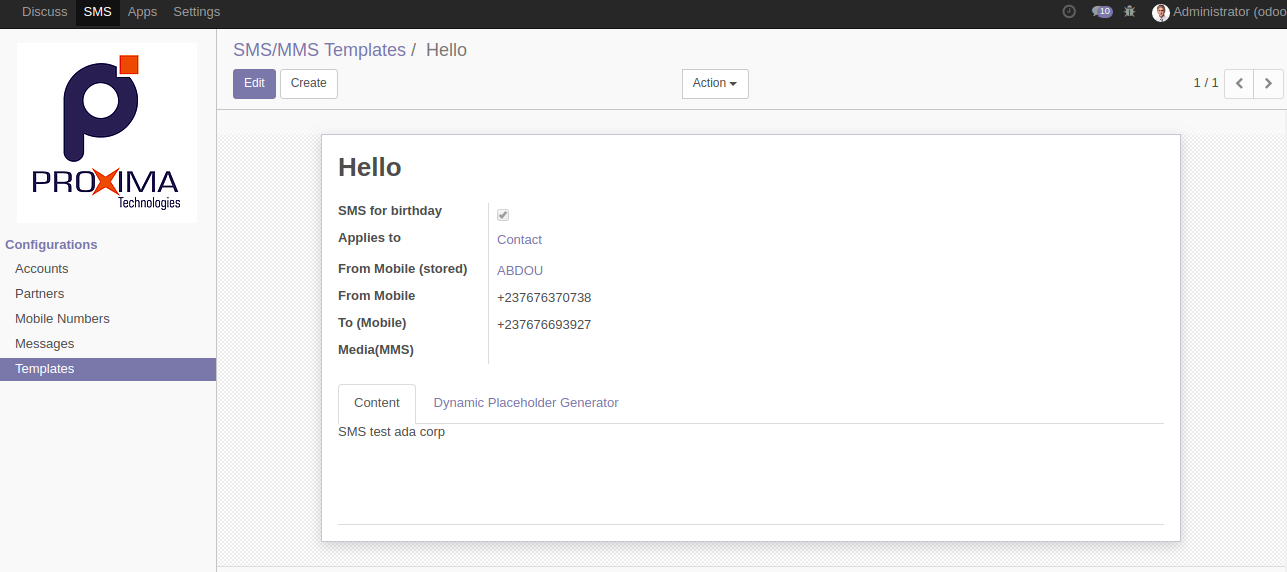 Discuss SMS Apps Settings 10 Administrator (odoo
PROXIMA
Technologies
Configurations
Accounts
Partners
Mobile Numbers
Messages
Templates
SMS/MMS Templates / Hello
Edit Create Action 1 / 1
Hello
SMS for birthday
Applies to Contact
From Mobile (stored) ABDOU
From Mobile +237676370738
To (Mobile) +237676693927
Media(MMS)
Content Dynamic Placeholder Generator
SMS test ada corp